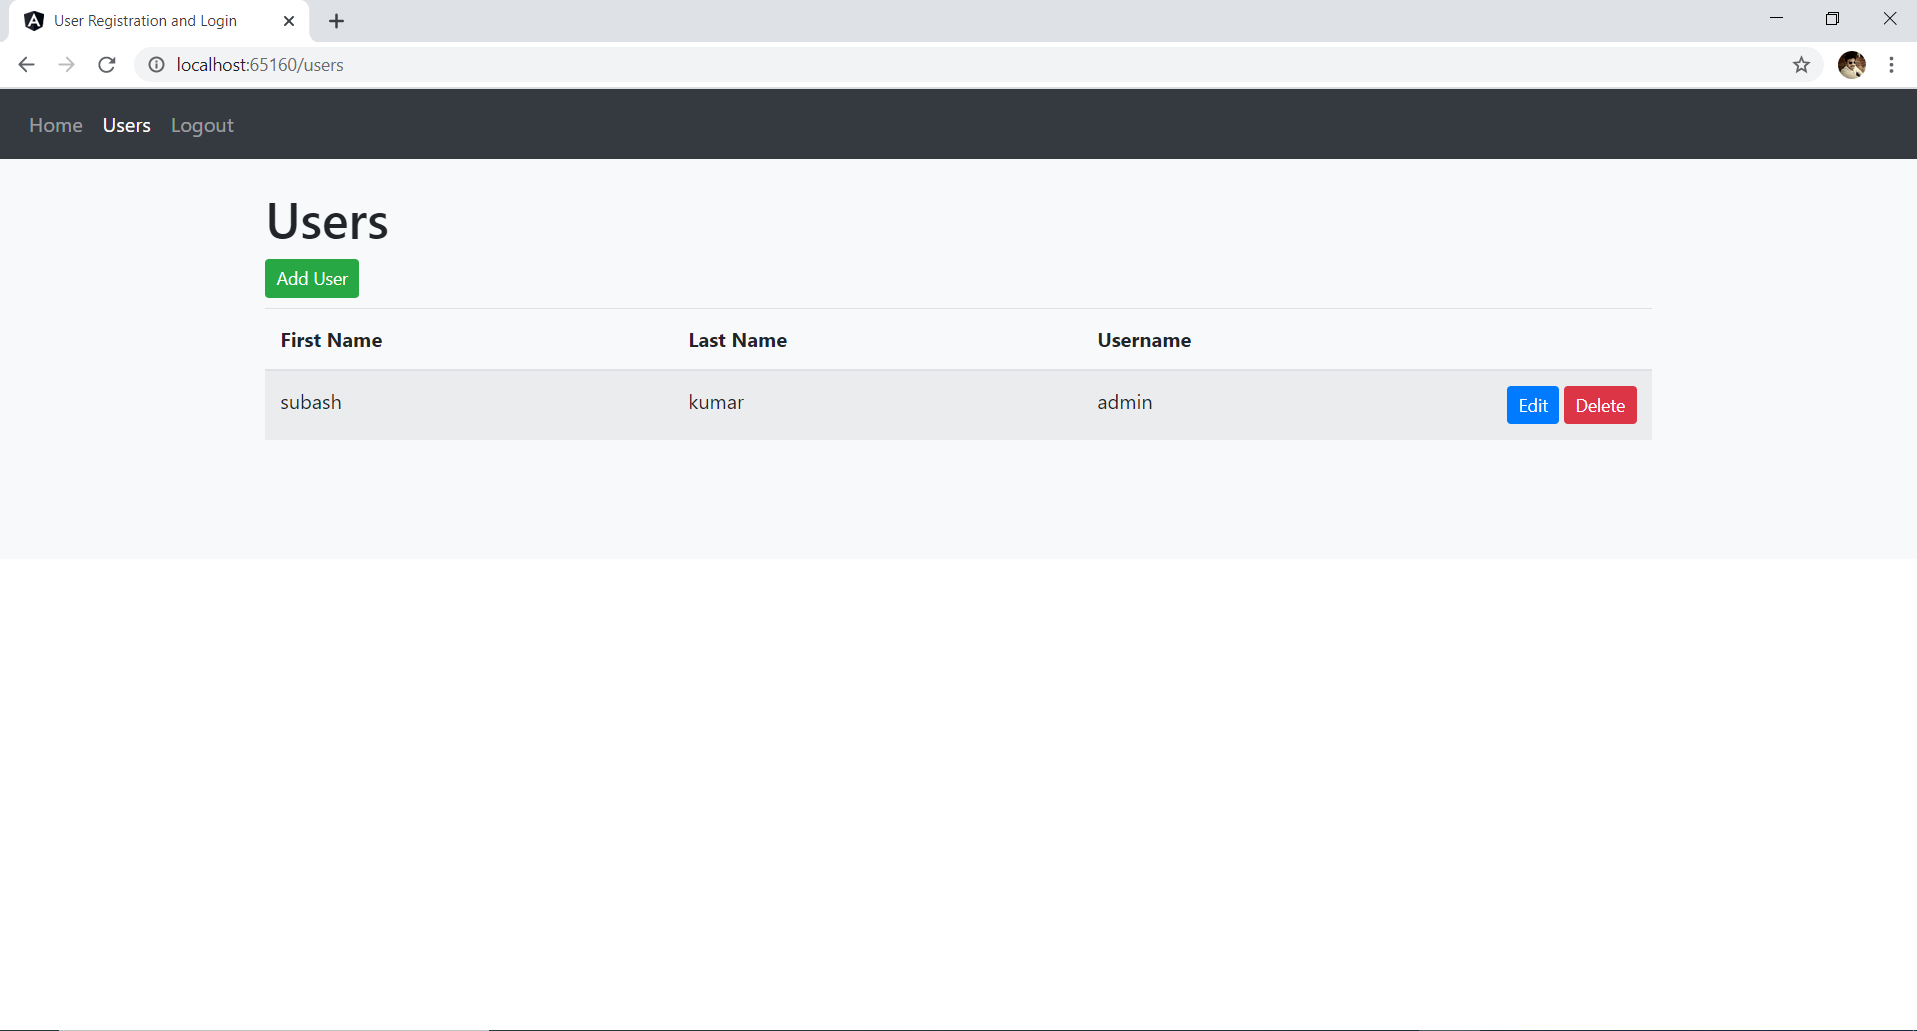 User Registration and Login
localhost:65160/users
Home Users Logout
Users
Add User
First Name Last Name Username
subash kumar admin Edit Delete